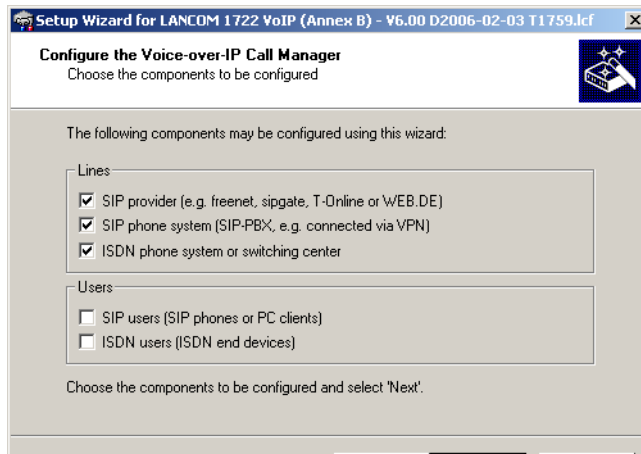 Setup Wizard for LANCOM 1722 VoIP (Annex B) - V6.00 D2006-02-03 T1759.lcf
Configure the Voice-over-IP Call Manager
Choose the components to be configured
The following components may be configured using this wizard:
Lines
SIP provider (e.g. freenet, sipgate, T-Online or WEB.DE)
SIP phone system (SIP-PBX, e.g. connected via VPN)
ISDN phone system or switching center
Users
SIP users (SIP phones or PC clients)
ISDN users (ISDN end devices)
Choose the components to be configured and select 'Next'.